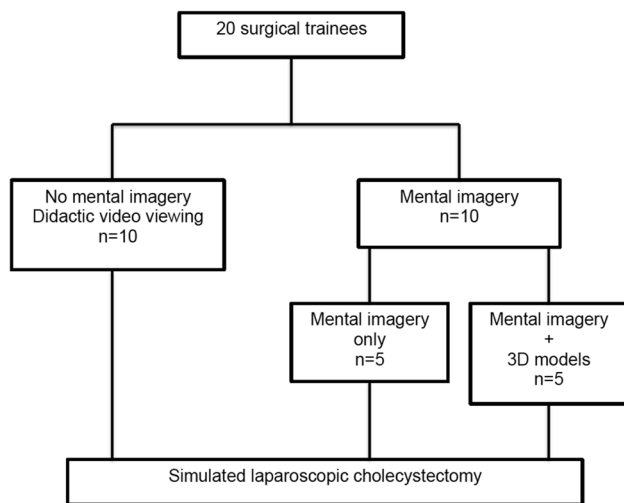 20 surgical trainees
No mental imagery
Didactic video viewing
n=10
Mental imagery
n=10
Mental imagery
only
n=5
Mental imagery
+
3D models
n=5
Simulated laparoscopic cholecystectomy